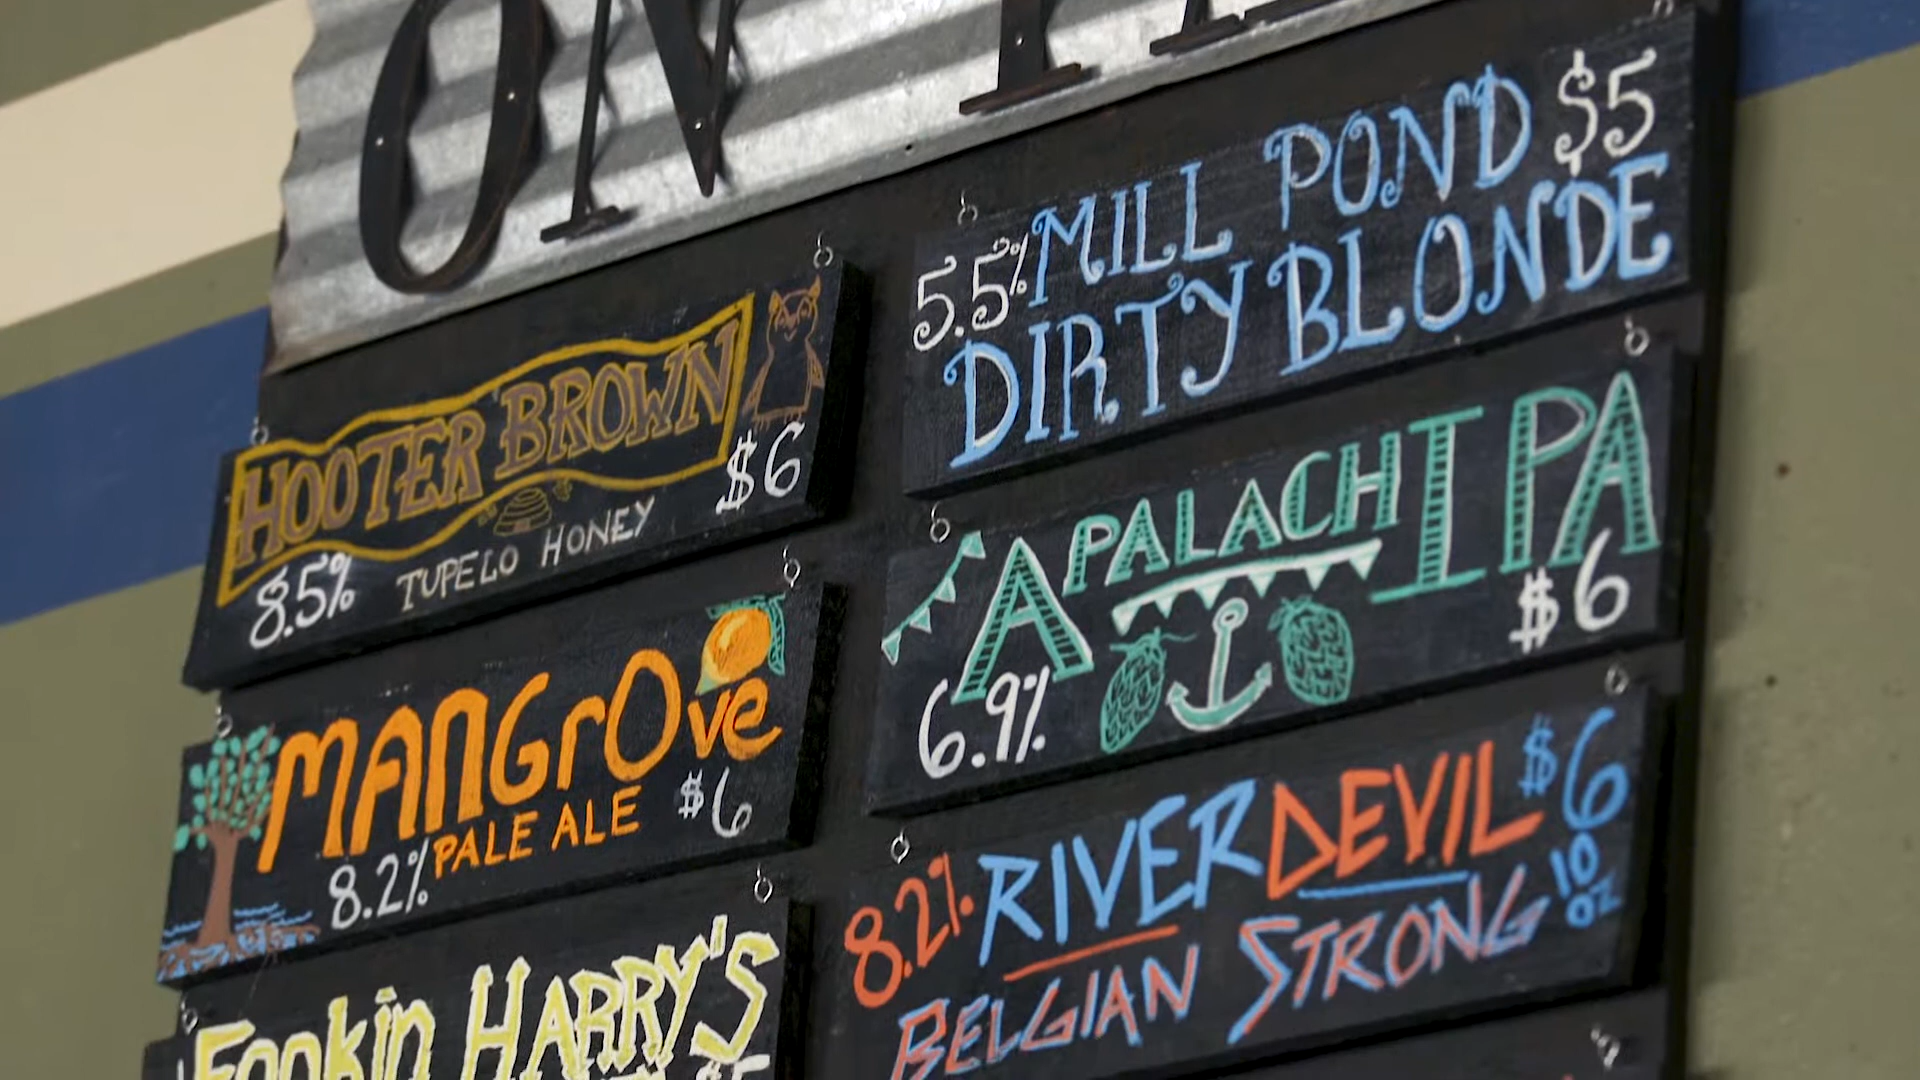 ON
HOOTER BROWN
$6
8.5% TUPELO HONEY
MANGrOve
PALE ALE $6
8.2%
Fookin HARRY'S
MILL POND $5
5.5%
DIRTY BLONDE
APALACH IPA
$6
6.9%
RIVER DEVIL $6
8.2%
BELGIAN STRONG 10
OZ